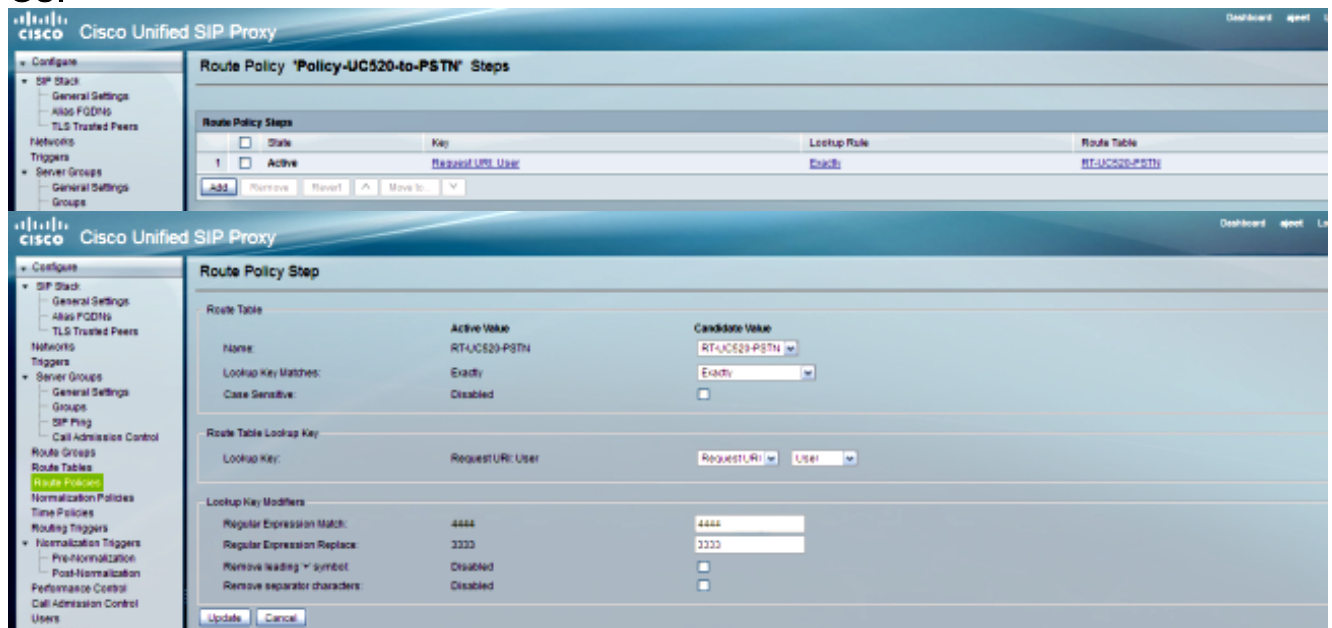 cisco Cisco Unified SIP Proxy Dashboard ajeet
Configure
SIP Stack
General Settings
Alias FQDNs
TLS Trusted Peers
Networks
Triggers
Server Groups
General Settings
Groups
Route Policy 'Policy-UC520-to-PSTN' Steps
Route Policy Steps
State Key Lookup Rule Route Table
1 Active Request URI: User Exactly RT-UC520-PSTN
Add Remove Revert Move to...
cisco Cisco Unified SIP Proxy Dashboard ajeet
Configure
SIP Stack
General Settings
Alias FQDNs
TLS Trusted Peers
Networks
Triggers
Server Groups
General Settings
Groups
SIP Ping
Call Admission Control
Route Groups
Route Tables
Route Policies
Normalization Policies
Time Policies
Routing Triggers
Normalization Triggers
Pre-Normalization
Post-Normalization
Performance Control
Call Admission Control
Users
Route Policy Step
Route Table
Active Value Candidate Value
Name: RT-UC520-PSTN RT-UC520-PSTN
Lookup Key Matches: Exactly Exactly
Case Sensitive: Disabled
Route Table Lookup Key
Lookup Key: Request URI: User Request URI User
Lookup Key Modifiers
Regular Expression Match: 4444 4444
Regular Expression Replace: 3333 3333
Remove leading '+' symbol: Disabled
Remove separator characters: Disabled
Update Cancel